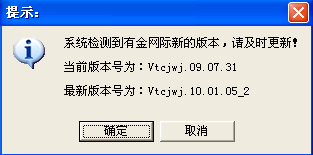 提示：
系统检测到有金网际新的版本，请及时更新！
当前版本号为：Vtcjwj.09.07.31
最新版本号为：Vtcjwj.10.01.05_2
确定
取消